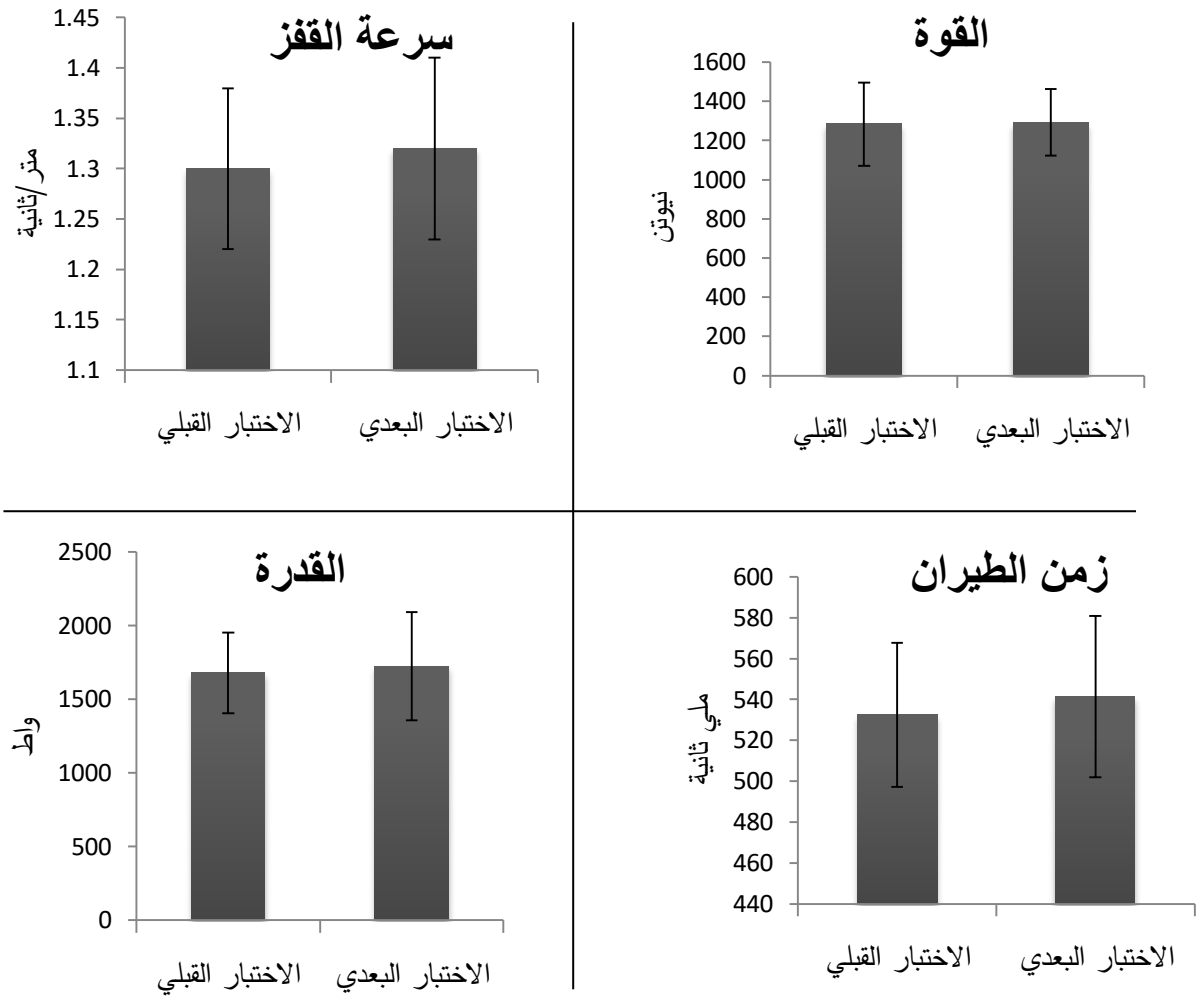 سرعة القفز
متر/ثانية
1.45
1.4
1.35
1.3
1.25
1.2
1.15
1.1
الاختبار القبلي
الاختبار البعدي
القوة
نيوتن
1600
1400
1200
1000
800
600
400
200
0
الاختبار القبلي
الاختبار البعدي
القدرة
واط
2500
2000
1500
1000
500
0
الاختبار القبلي
الاختبار البعدي
زمن الطيران
ملي ثانية
600
580
560
540
520
500
480
460
440
الاختبار القبلي
الاختبار البعدي